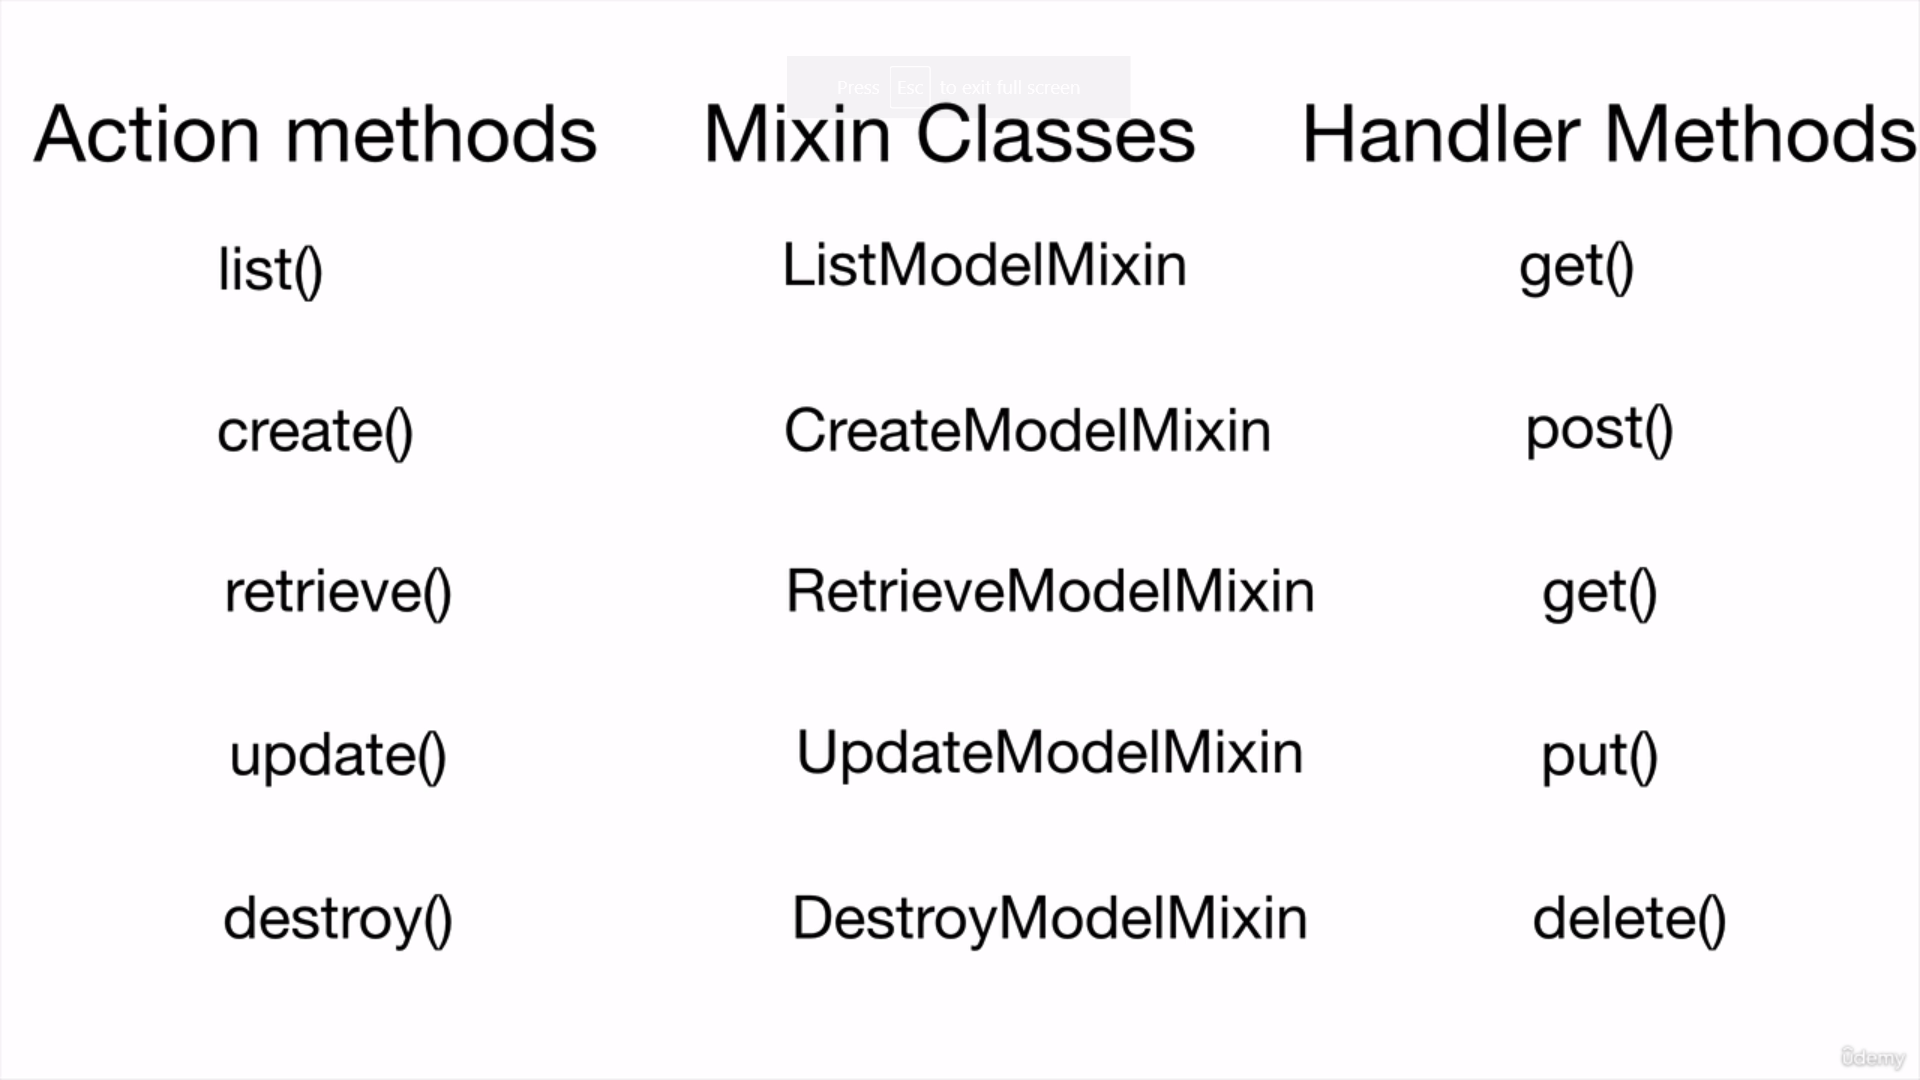 Press Esc to exit full screen
Action methods Mixin Classes Handler Methods
list() ListModelMixin get()
create() CreateModelMixin post()
retrieve() RetrieveModelMixin get()
update() UpdateModelMixin put()
destroy() DestroyModelMixin delete()
ûdemy